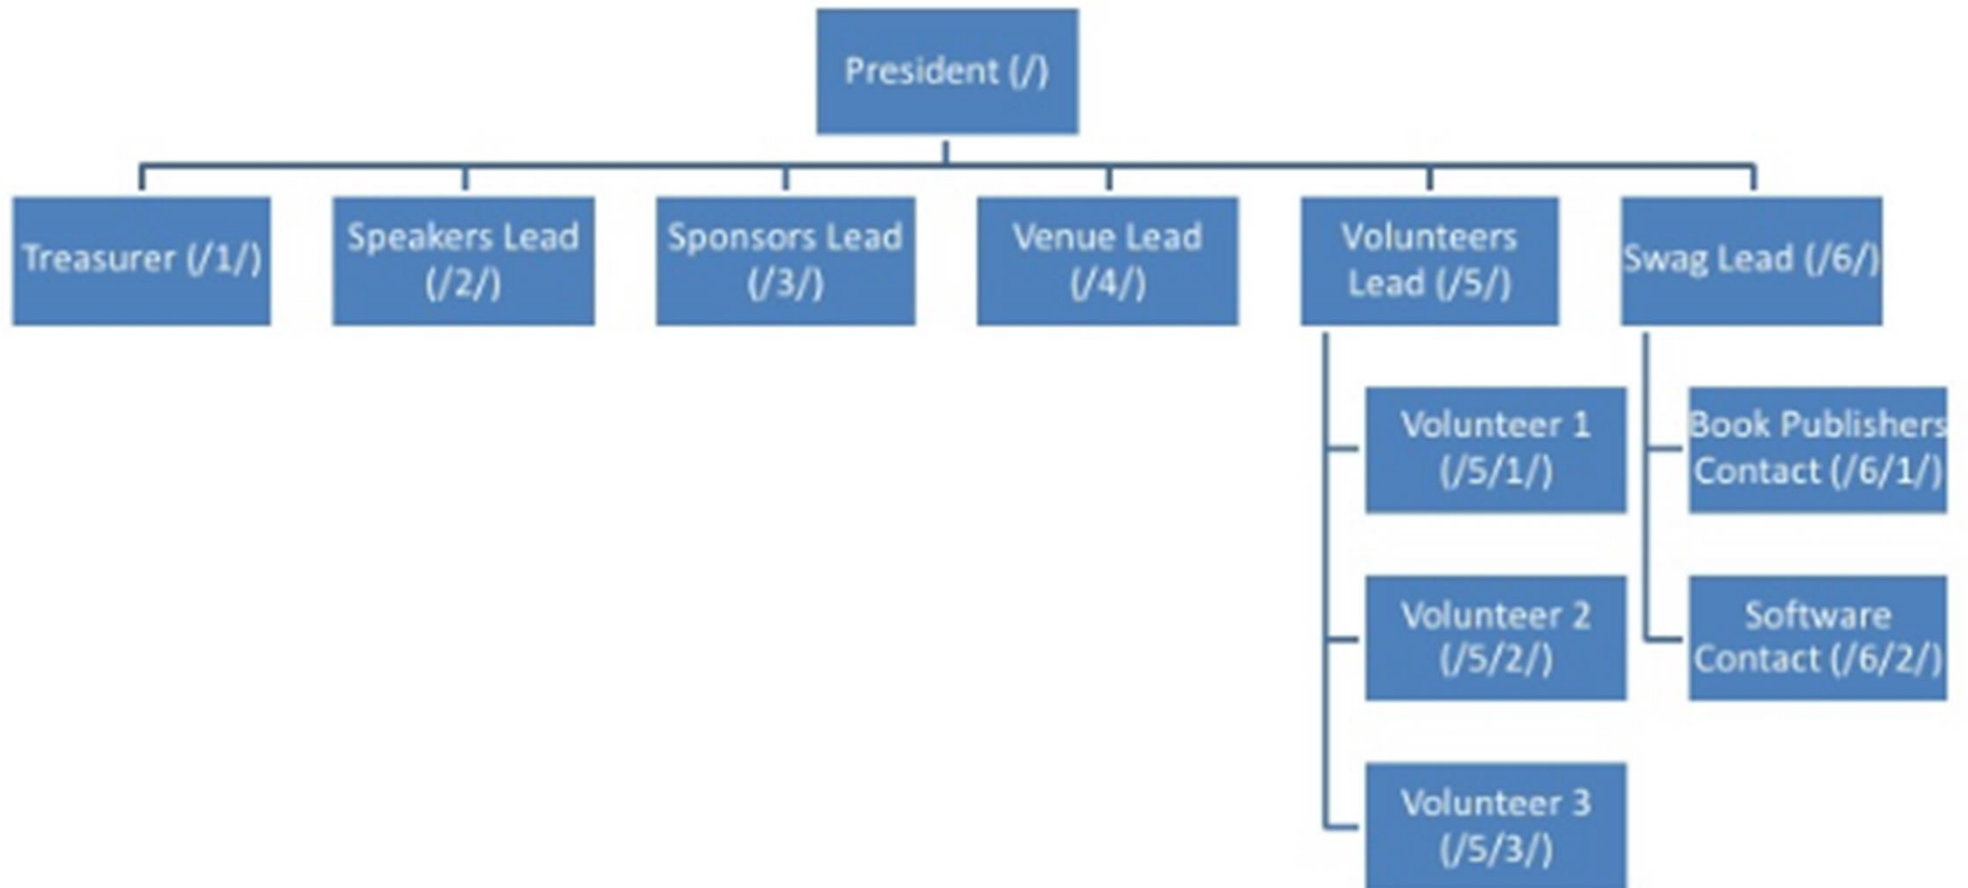 President (/)
Treasurer (/1/)
Speakers Lead
(/2/)
Sponsors Lead
(/3/)
Venue Lead
(/4/)
Volunteers
Lead (/5/)
Swag Lead (/6/)
Volunteer 1
(/5/1/)
Book Publishers
Contact (/6/1/)
Volunteer 2
(/5/2/)
Software
Contact (/6/2/)
Volunteer 3
(/5/3/)